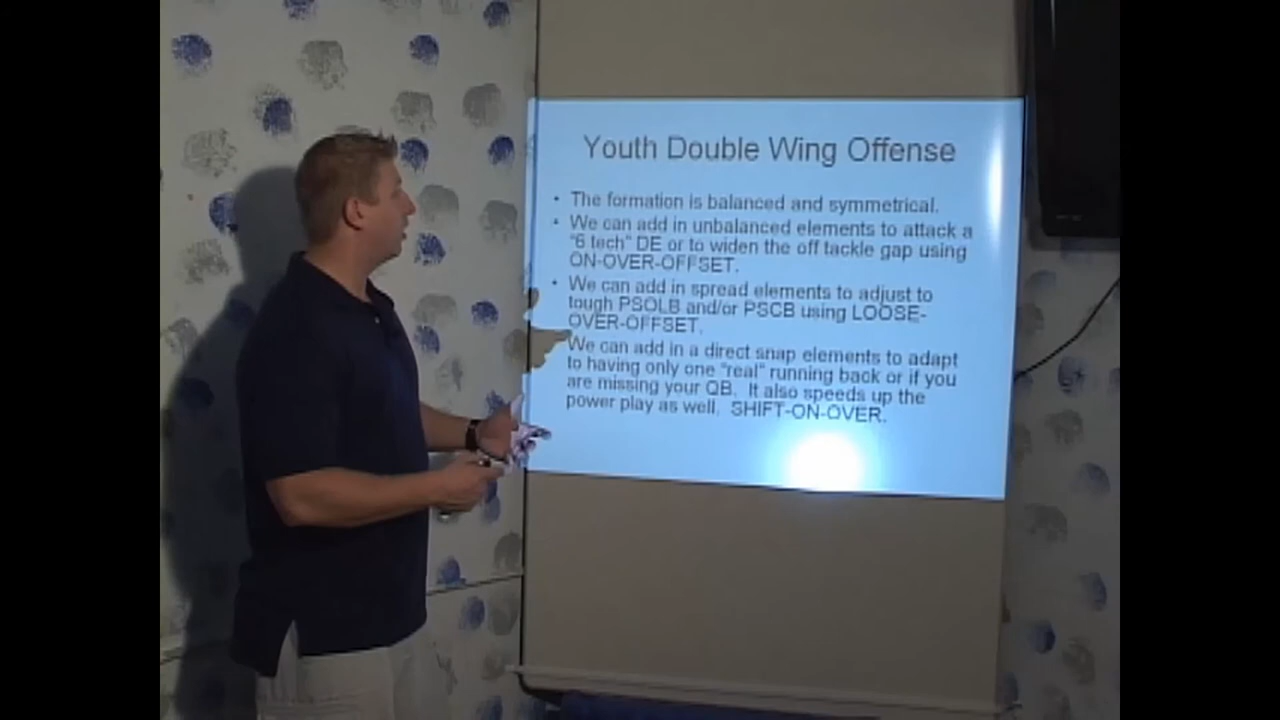 Youth Double Wing Offense
• The formation is balanced and symmetrical.
• We can add in unbalanced elements to attack a
"6 tech" DE or to widen the off tackle gap using
ON-OVER-OFFSET.
• We can add in spread elements to adjust to
tough PSOLB and/or PSCB using LOOSE-
OVER-OFFSET.
We can add in a direct snap elements to adapt
to having only one "real" running back or if you
are missing your QB. It also speeds up the
power play as well. SHIFT-ON-OVER.